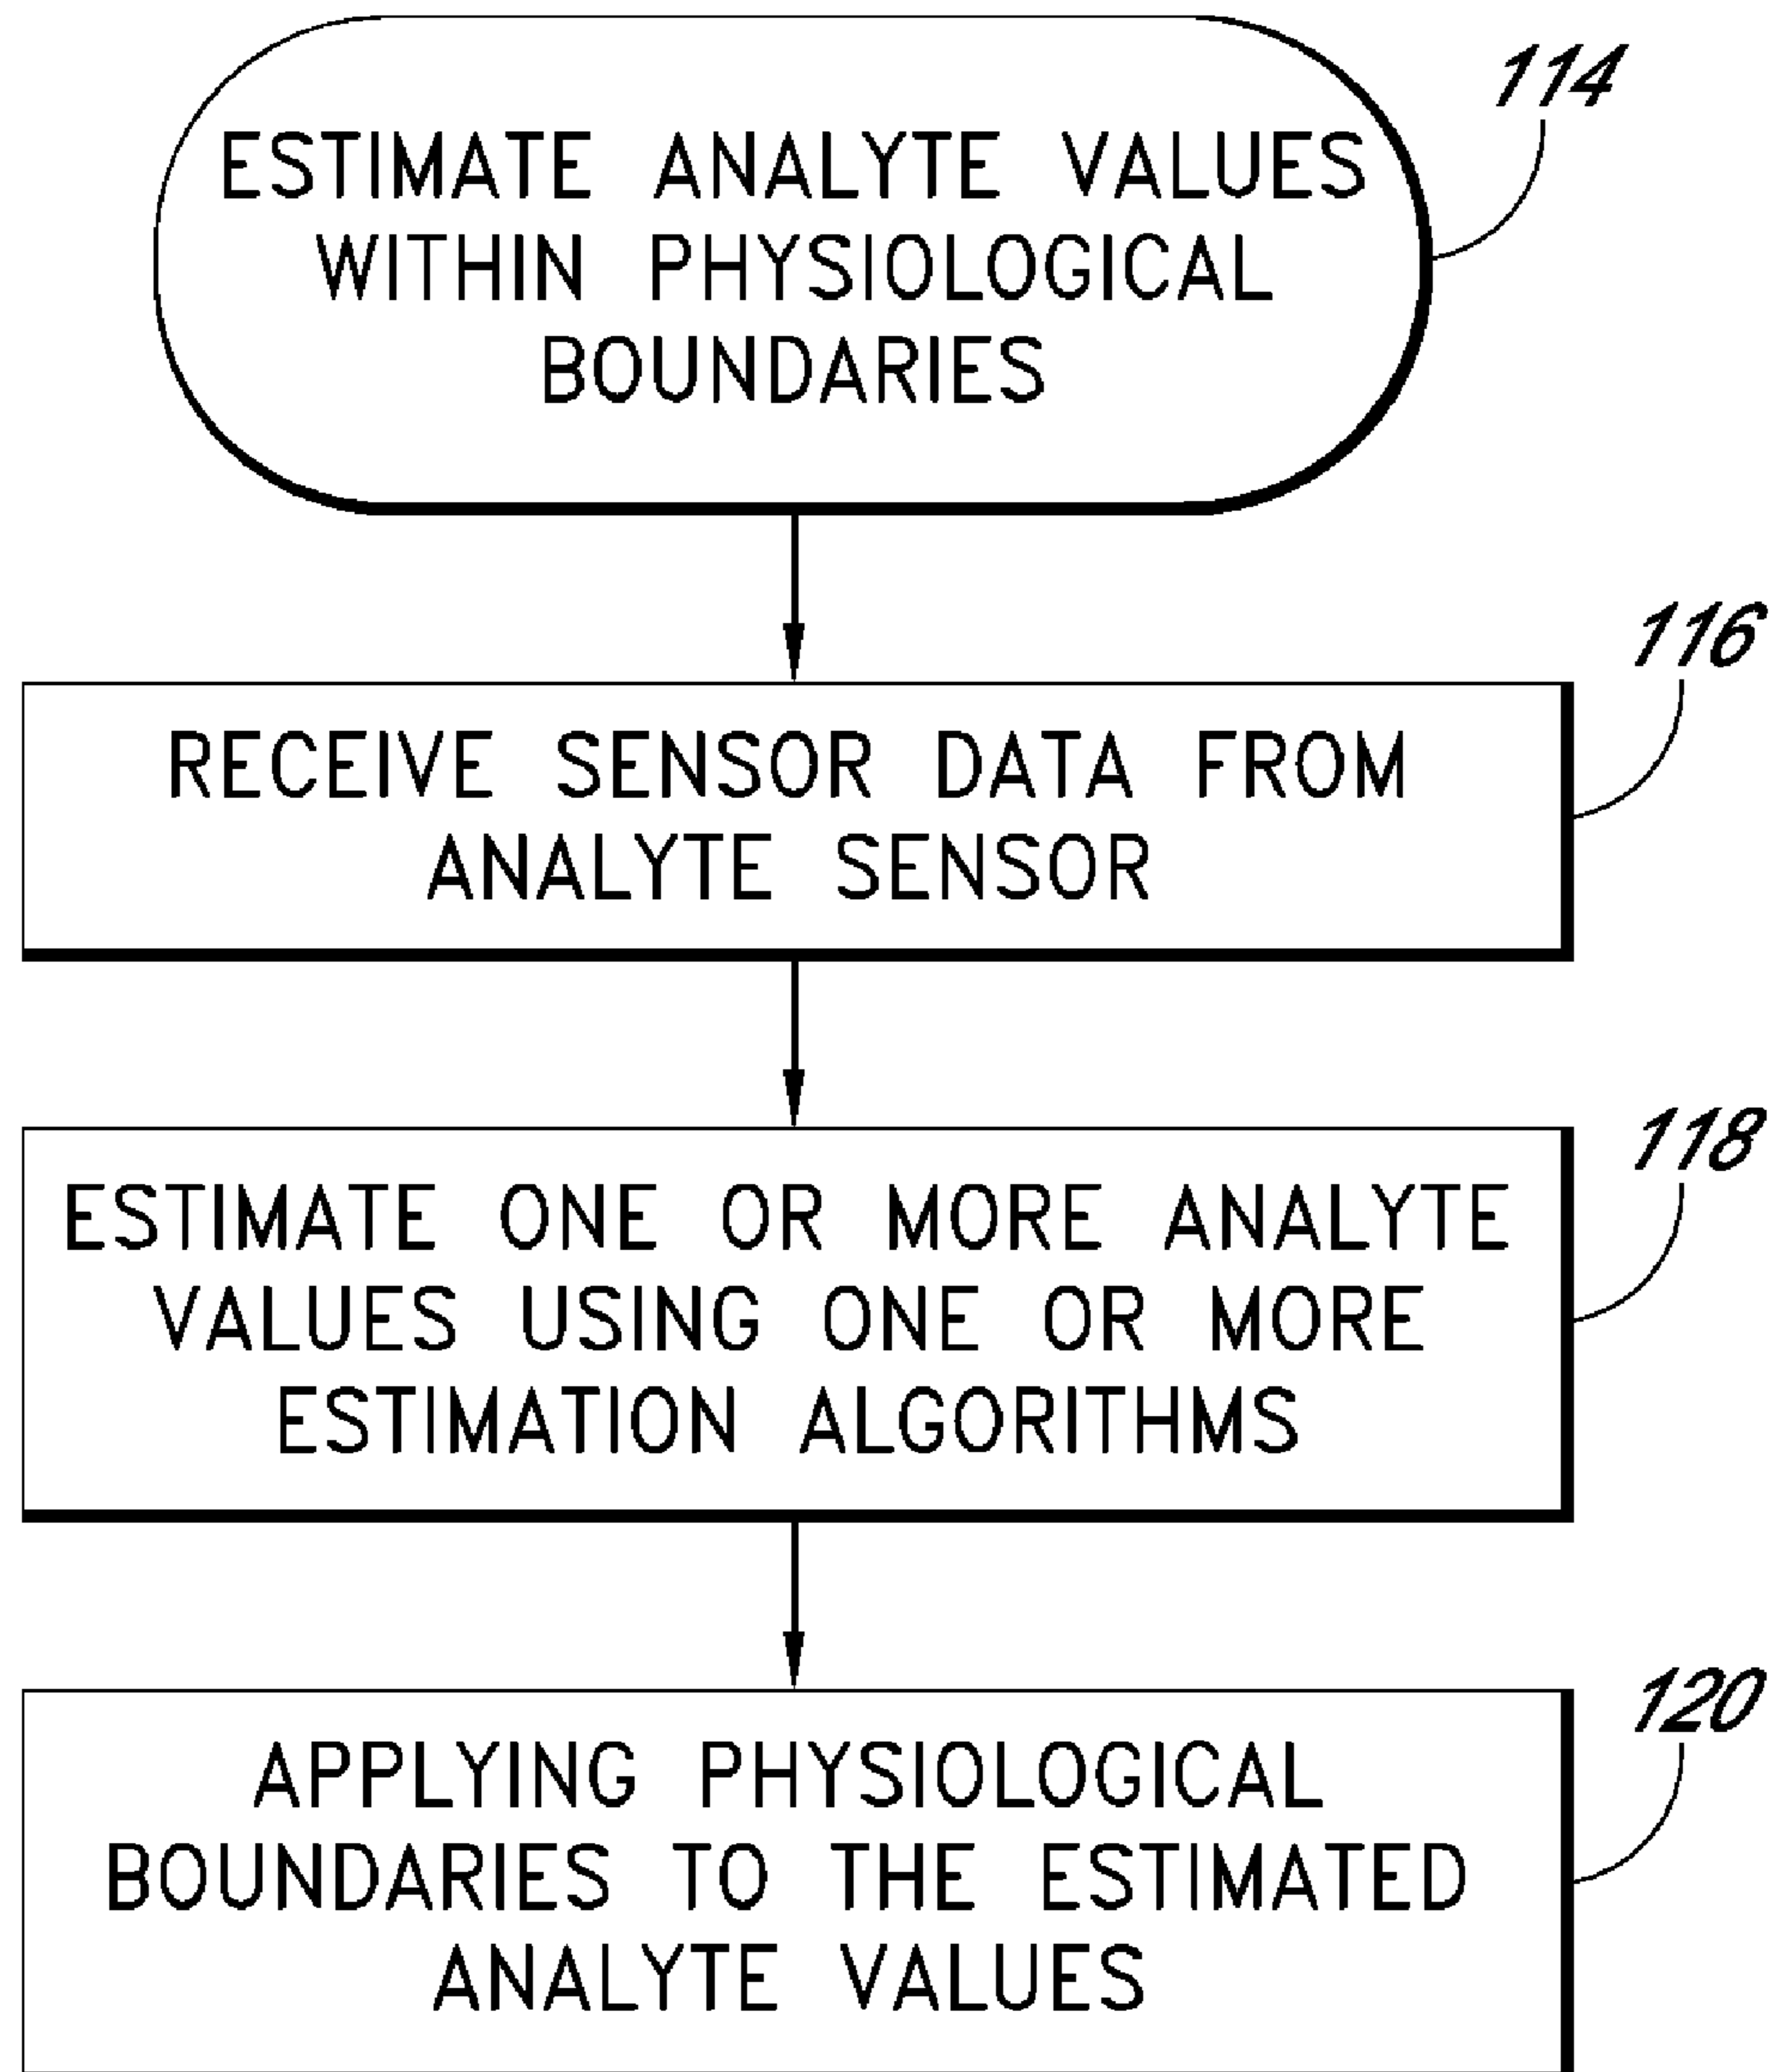 114
ESTIMATE ANALYTE VALUES
WITHIN PHYSIOLOGICAL
BOUNDARIES
116
RECEIVE SENSOR DATA FROM
ANALYTE SENSOR
118
ESTIMATE ONE OR MORE ANALYTE
VALUES USING ONE OR MORE
ESTIMATION ALGORITHMS
120
APPLYING PHYSIOLOGICAL
BOUNDARIES TO THE ESTIMATED
ANALYTE VALUES